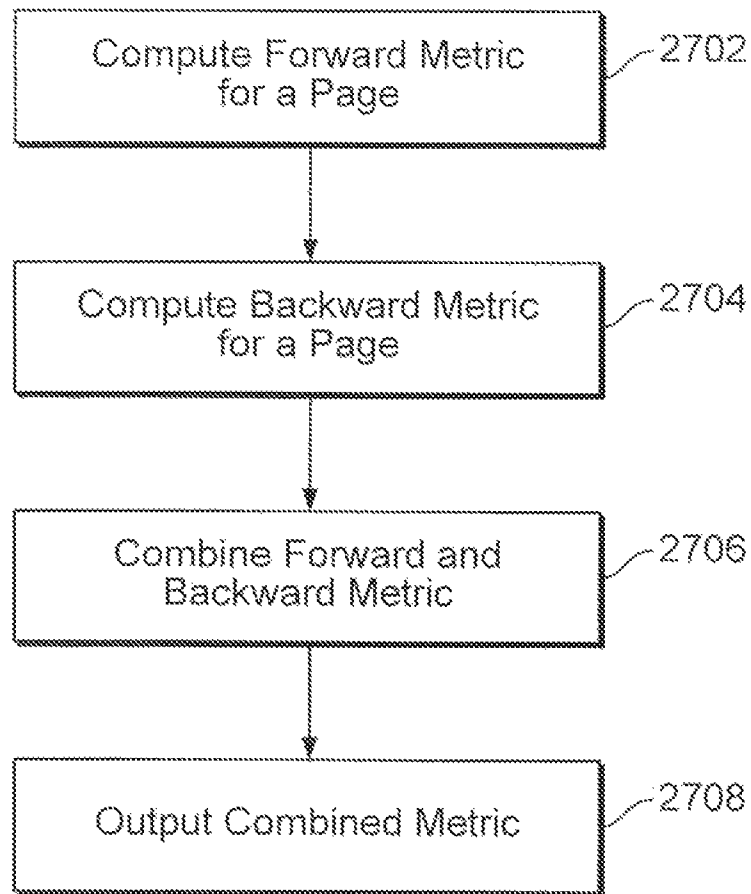 Compute Forward Metric
for a Page
2702
Compute Backward Metric
for a Page
2704
Combine Forward and
Backward Metric
2706
Output Combined Metric
2708